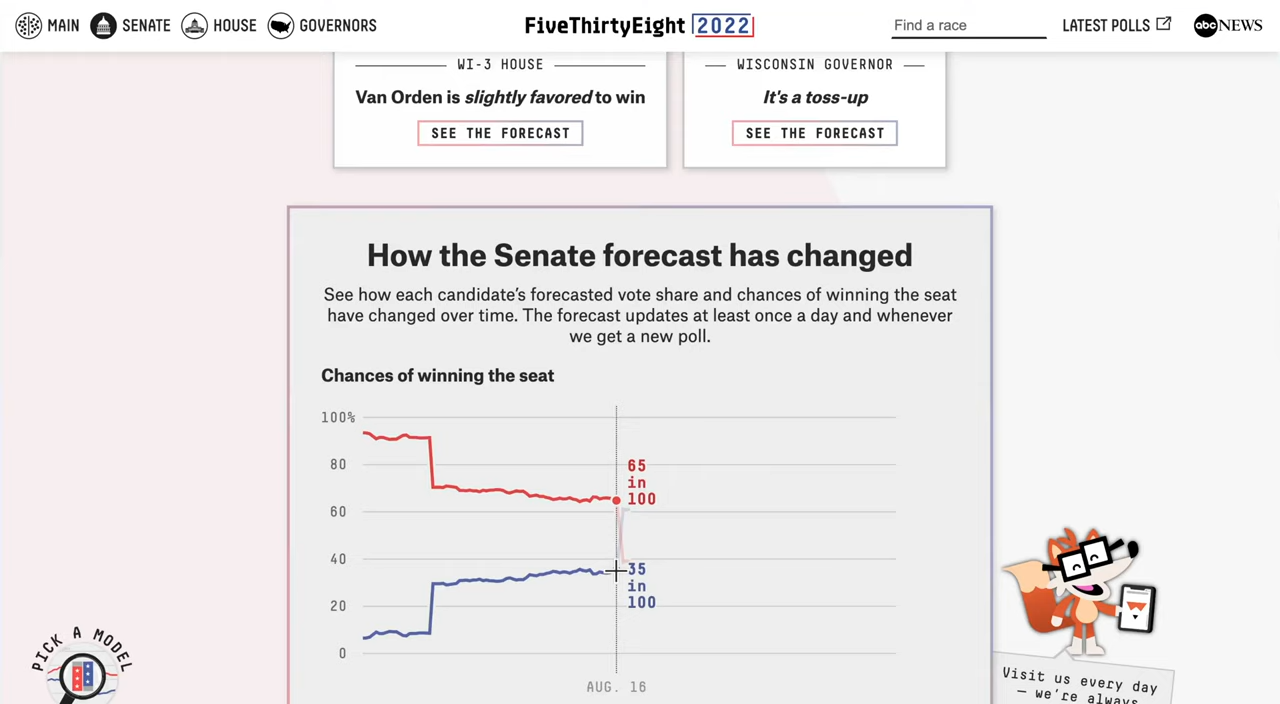 MAIN
SENATE
HOUSE
GOVERNORS
FiveThirtyEight 2022
Find a race
LATEST POLLS
abc NEWS
WI-3 HOUSE
Van Orden is slightly favored to win
SEE THE FORECAST
WISCONSIN GOVERNOR
It's a toss-up
SEE THE FORECAST
How the Senate forecast has changed
See how each candidate's forecasted vote share and chances of winning the seat
have changed over time. The forecast updates at least once a day and whenever
we get a new poll.
Chances of winning the seat
100%
80
60
40
20
0
65
in
100
35
in
100
AUG. 16
PICK A MODEL
Visit us every day
— we're always